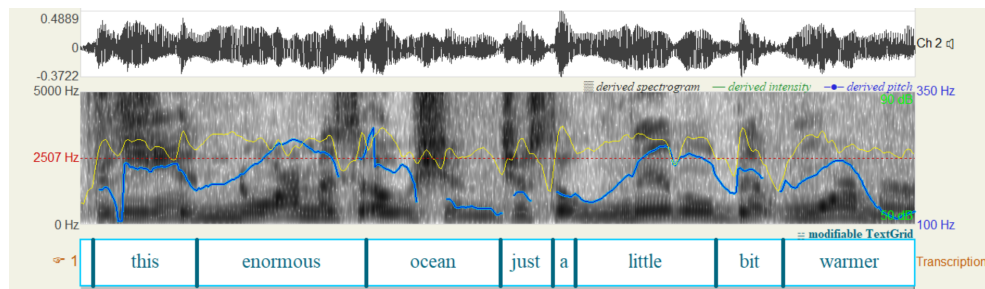 0.4889
0
-0.3722
Ch 2
derived spectrogram derived intensity derived pitch
5000 Hz 350 Hz
2507 Hz
50 dB
0 Hz 100 Hz
modifiable TextGrid
1 this enormous ocean just a little bit warmer Transcription